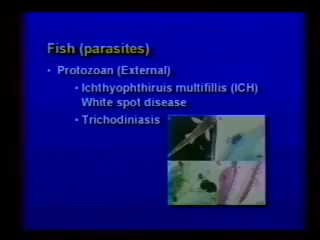 Fish (parasites)
• Protozoan (External)
• Ichthyophthiruis multifillis (ICH)
White spot disease
• Trichodiniasis